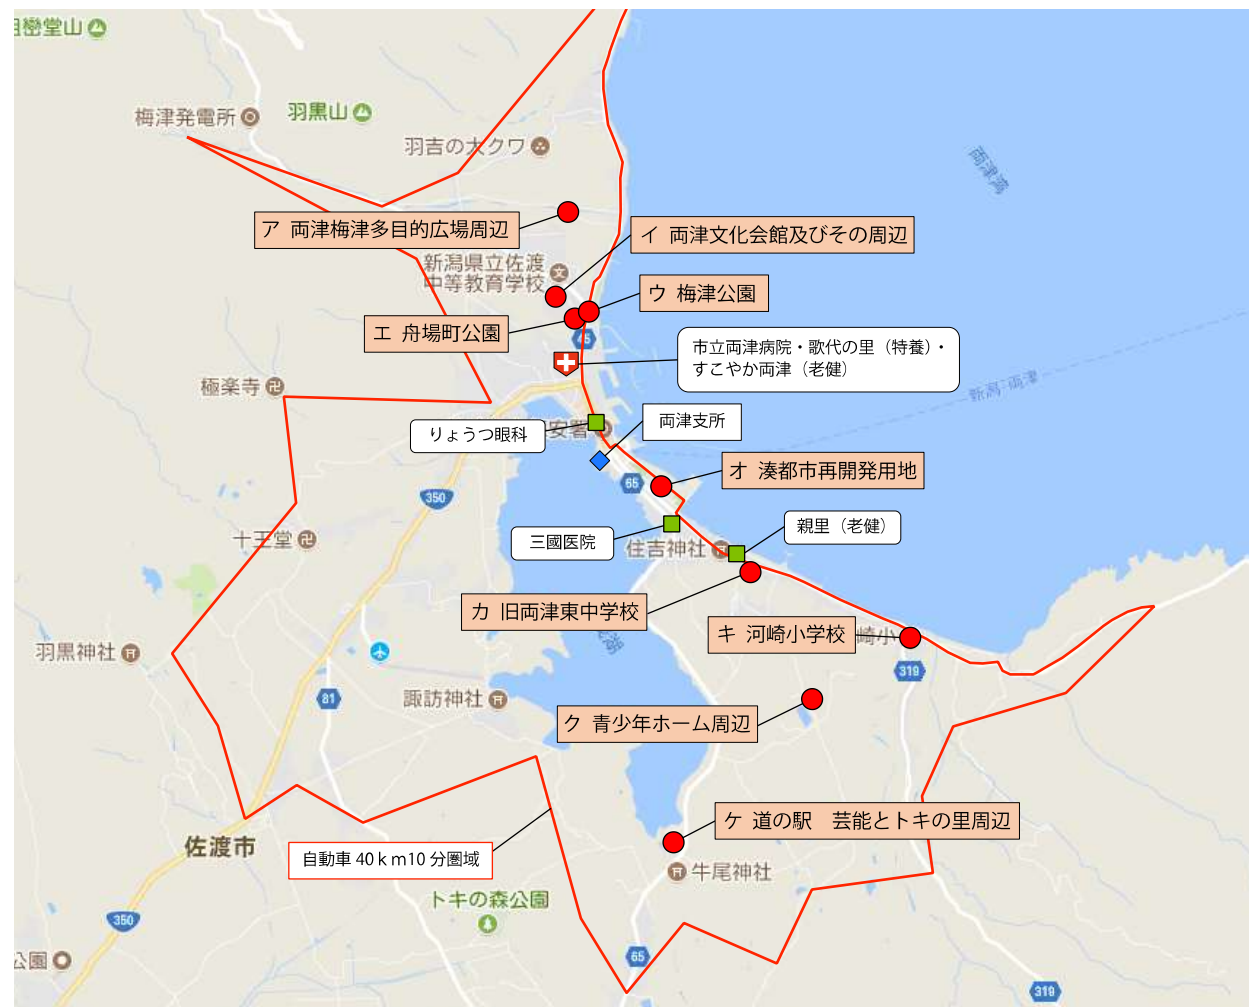 巒堂山
梅津発電所
羽黒山
羽吉の大クワ
両津湾
ア 両津梅津多目的広場周辺
イ 両津文化会館及びその周辺
新潟県立佐渡
中等教育学校
ウ 梅津公園
エ 舟場町公園
45
市立両津病院・歌代の里（特養）・
すこやか両津（老健）
極楽寺
新潟-両津
りょうつ眼科
安署
両津支所
オ 湊都市再開発用地
65
350
十王堂
三國医院
住吉神社
親里（老健）
カ 旧両津東中学校
キ 河崎小学校
崎小
湖
羽黒神社
319
81
諏訪神社
ク 青少年ホーム周辺
ケ 道の駅　芸能とトキの里周辺
佐渡市
自動車 40ｋｍ10 分圏域
牛尾神社
トキの森公園
350
公園
65
319